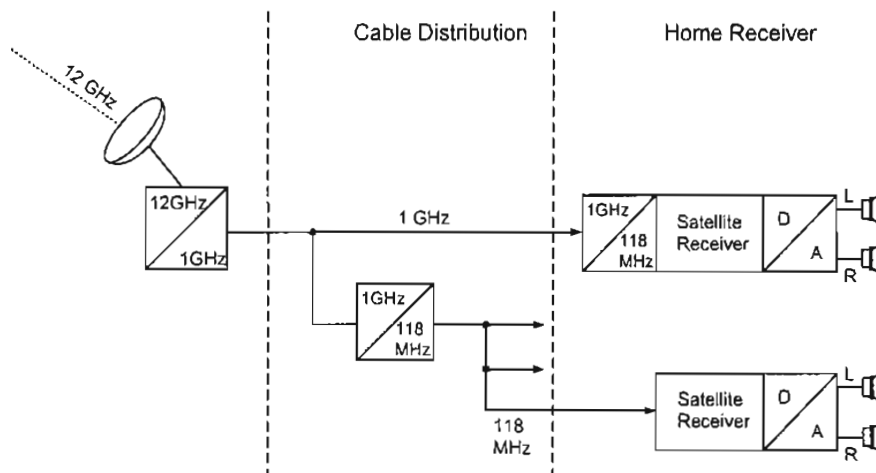 Cable Distribution
Home Receiver
12 GHz
12GHz
1GHz
1 GHz
1GHz
118
MHz
Satellite
Receiver
D
A
L
R
1GHz
118
MHz
118
MHz
Satellite
Receiver
D
A
L
R